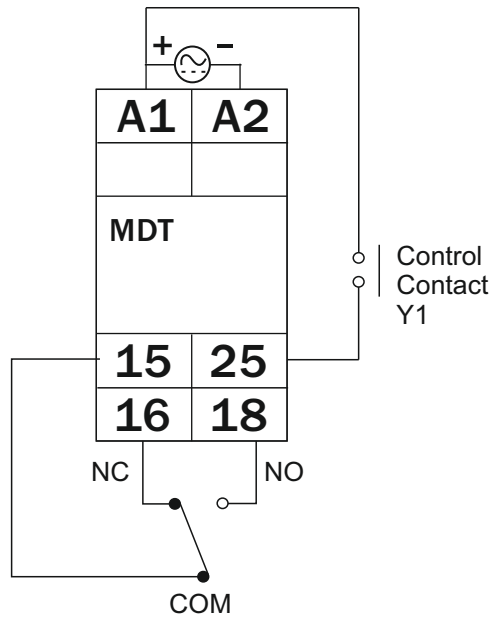 + −
A1 A2
MDT
Control
Contact
Y1
15 25
16 18
NC NO
COM